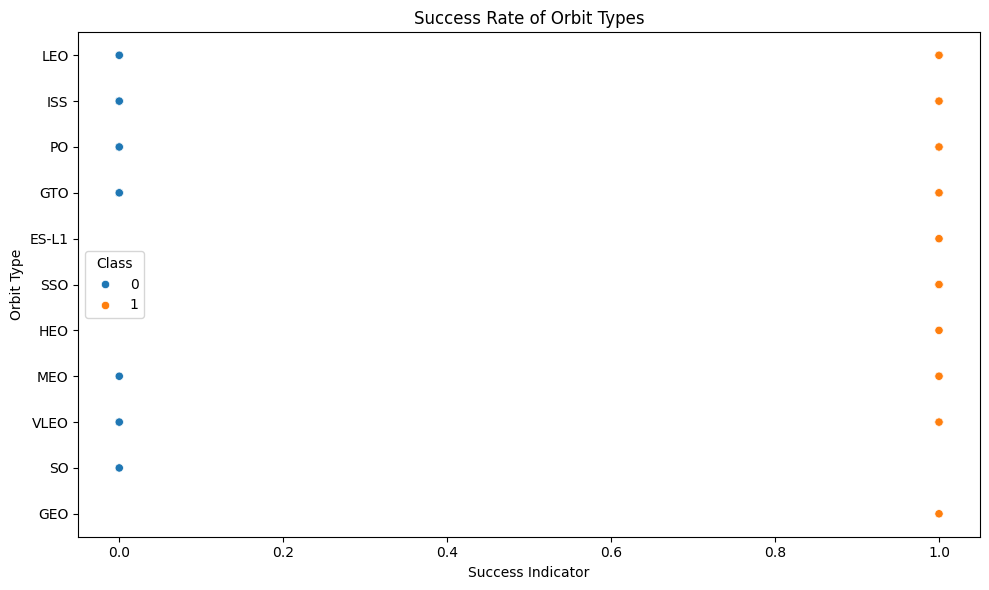 Success Rate of Orbit Types
Orbit Type
LEO
ISS
PO
GTO
ES-L1
SSO
HEO
MEO
VLEO
SO
GEO
Class
0
1
0.0 0.2 0.4 0.6 0.8 1.0
Success Indicator